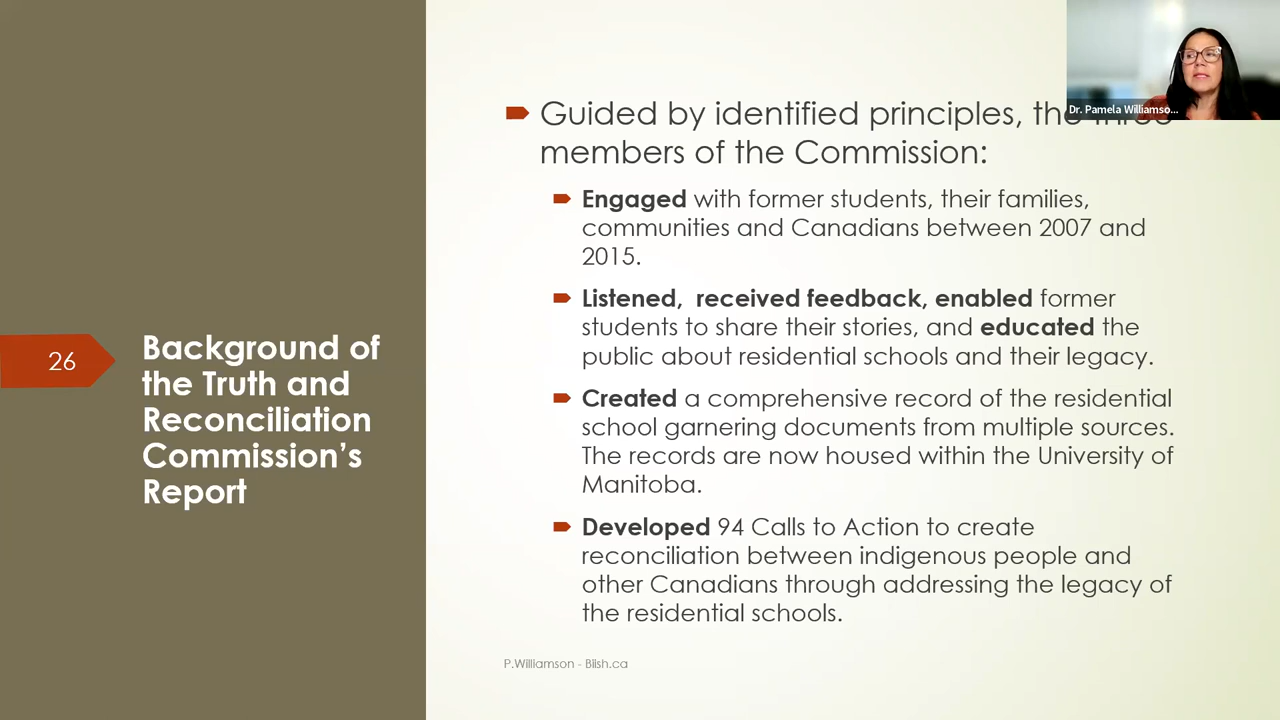 Dr. Pamela Williamso...
Guided by identified principles, the three
members of the Commission:
Engaged with former students, their families,
communities and Canadians between 2007 and
2015.
Listened,  received feedback, enabled former
students to share their stories, and educated the
public about residential schools and their legacy.
Created a comprehensive record of the residential
school garnering documents from multiple sources.
The records are now housed within the University of
Manitoba.
Developed 94 Calls to Action to create
reconciliation between indigenous people and
other Canadians through addressing the legacy of
the residential schools.
26
Background of
the Truth and
Reconciliation
Commission’s
Report
P.Williamson - Biish.ca